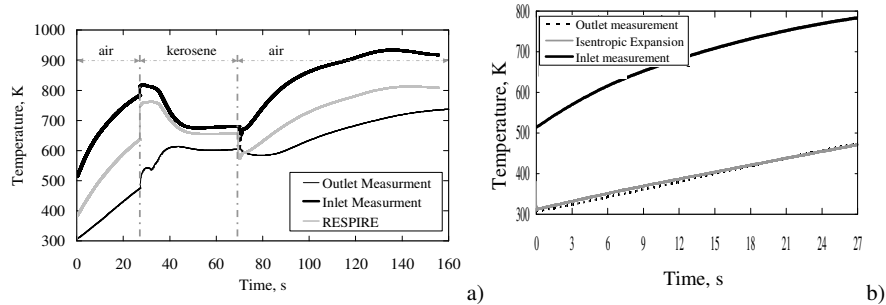 1000
900
800
700
600
500
400
300
Temperature, K
air
kerosene
air
Outlet Measurment
Inlet Measurment
RESPIRE
0 20 40 60 80 100 120 140 160
Time, s
a)
800
700
600
500
400
300
Temperature, K
Outlet measurement
Isentropic Expansion
Inlet measurement
0 3 6 9 12 15 18 21 24 27
Time, s
b)